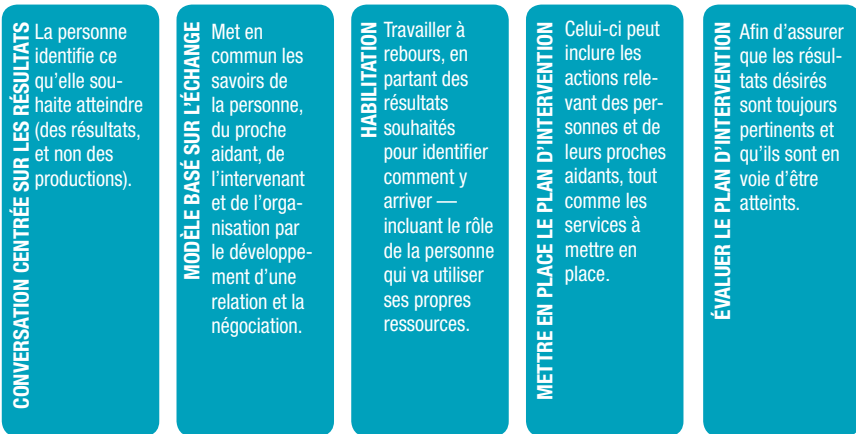 CONVERSATION CENTRÉE SUR LES RÉSULTATS
La personne
identifie ce
qu’elle sou-
haite atteindre
(des résultats,
et non des
productions).
MODÈLE BASÉ SUR L’ÉCHANGE
Met en
commun les
savoirs de
la personne,
du proche
aidant, de
l’intervenant
et de l’orga-
nisation par
le développe-
ment d’une
relation et la
négociation.
HABILITATION
Travailler à
rebours, en
partant des
résultats
souhaités
pour identifier
comment y
arriver —
incluant le rôle
de la personne
qui va utiliser
ses propres
ressources.
METTRE EN PLACE LE PLAN D’INTERVENTION
Celui-ci peut
inclure les
actions rele-
vant des per-
sonnes et de
leurs proches
aidants, tout
comme les
services à
mettre en
place.
ÉVALUER LE PLAN D’INTERVENTION
Afin d’assurer
que les résul-
tats désirés
sont toujours
pertinents et
qu’ils sont en
voie d’être
atteints.